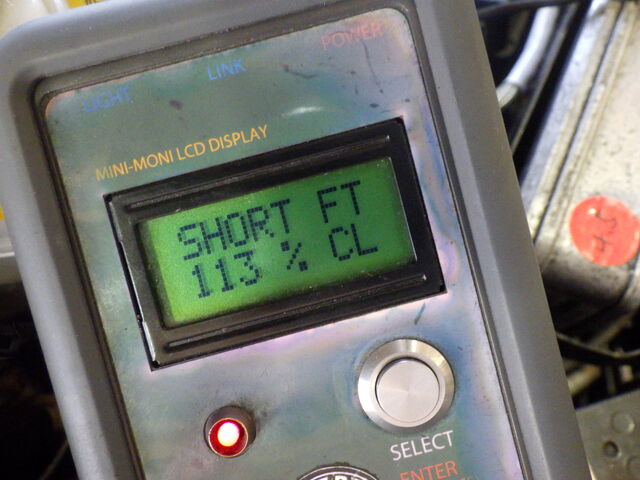 LIGHT LINK POWER
MINI-MONI LCD DISPLAY
SHORT FT
113 % CL
SELECT
ENTER